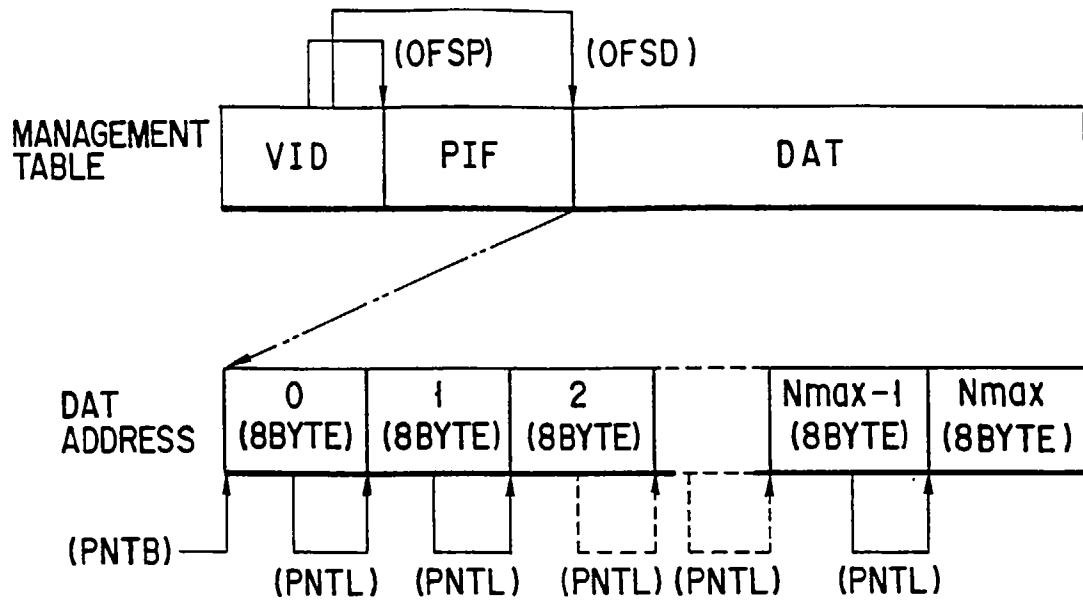 (OFSP)
(OFSD)
MANAGEMENT
TABLE
VID
PIF
DAT
DAT
ADDRESS
0
(8BYTE)
1
(8BYTE)
2
(8BYTE)
Nmax-1
(8BYTE)
Nmax
(8BYTE)
(PNTB)
(PNTL)
(PNTL)
(PNTL)
(PNTL)
(PNTL)